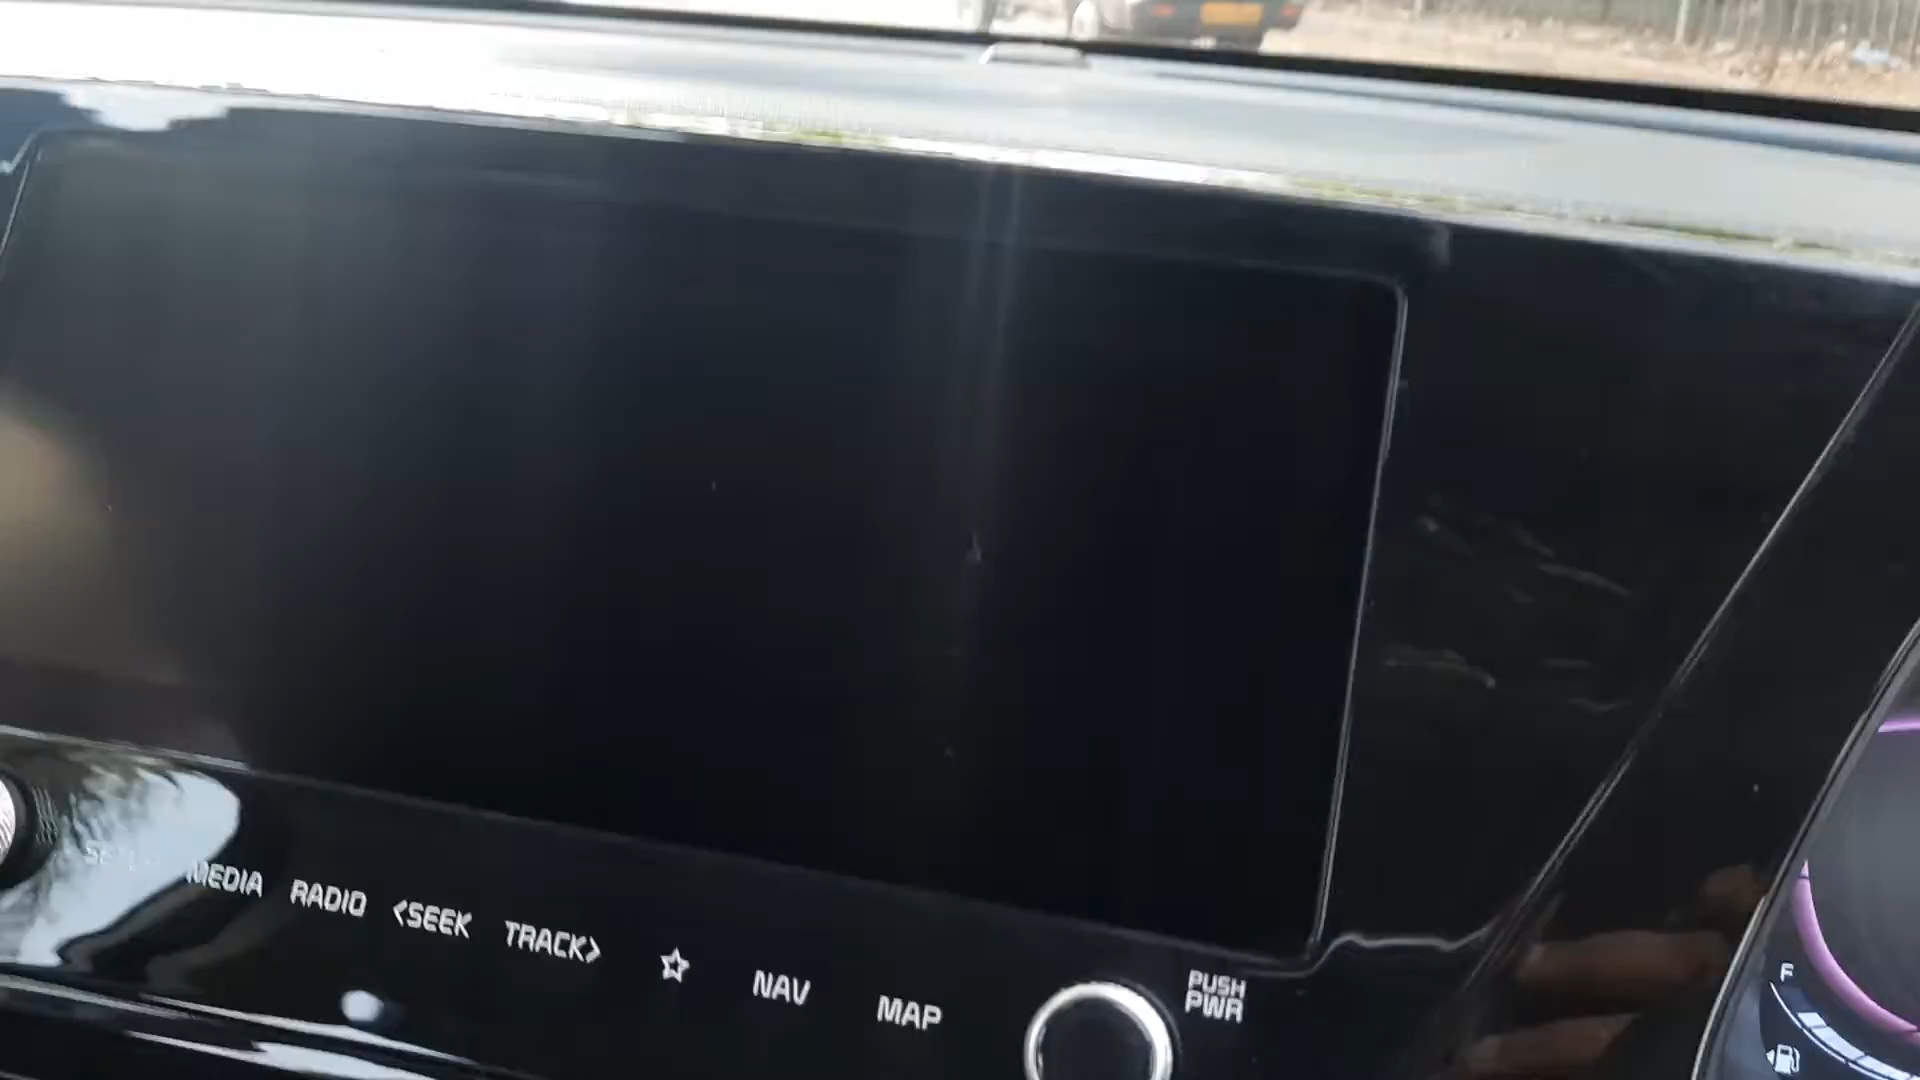 MEDIA RADIO <SEEK TRACK> ☆ NAV MAP
PUSH
PWR
F